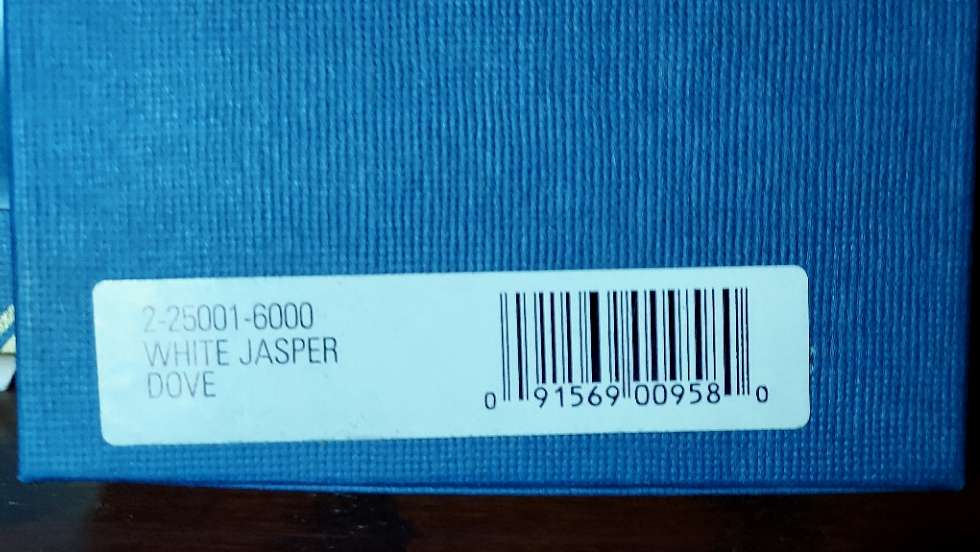 2-25001-6000
WHITE JASPER
DOVE
0 91569 00958 0